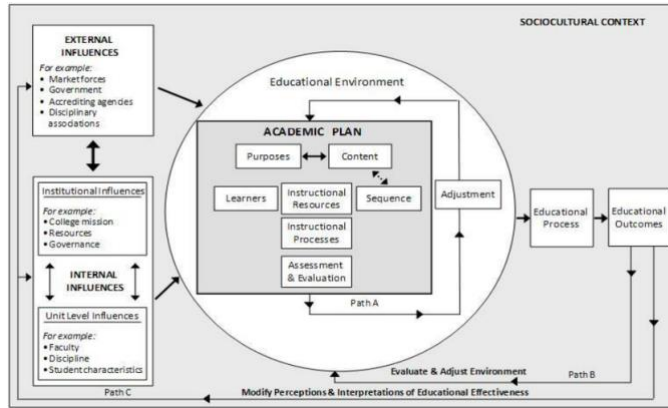 SOCIOCULTURAL CONTEXT
EXTERNAL
INFLUENCES
For example:
• Market forces
• Government
• Accrediting agencies
• Disciplinary
associations
Institutional Influences
For example:
• College mission
• Resources
• Governance
INTERNAL
INFLUENCES
Unit Level Influences
For example:
• Faculty
• Discipline
• Student characteristics
Educational Environment
ACADEMIC PLAN
Purposes
Content
Learners
Instructional
Resources
Sequence
Instructional
Processes
Assessment
& Evaluation
Adjustment
Path A
Educational
Process
Educational
Outcomes
Evaluate & Adjust Environment
Path B
Path C
Modify Perceptions & Interpretations of Educational Effectiveness